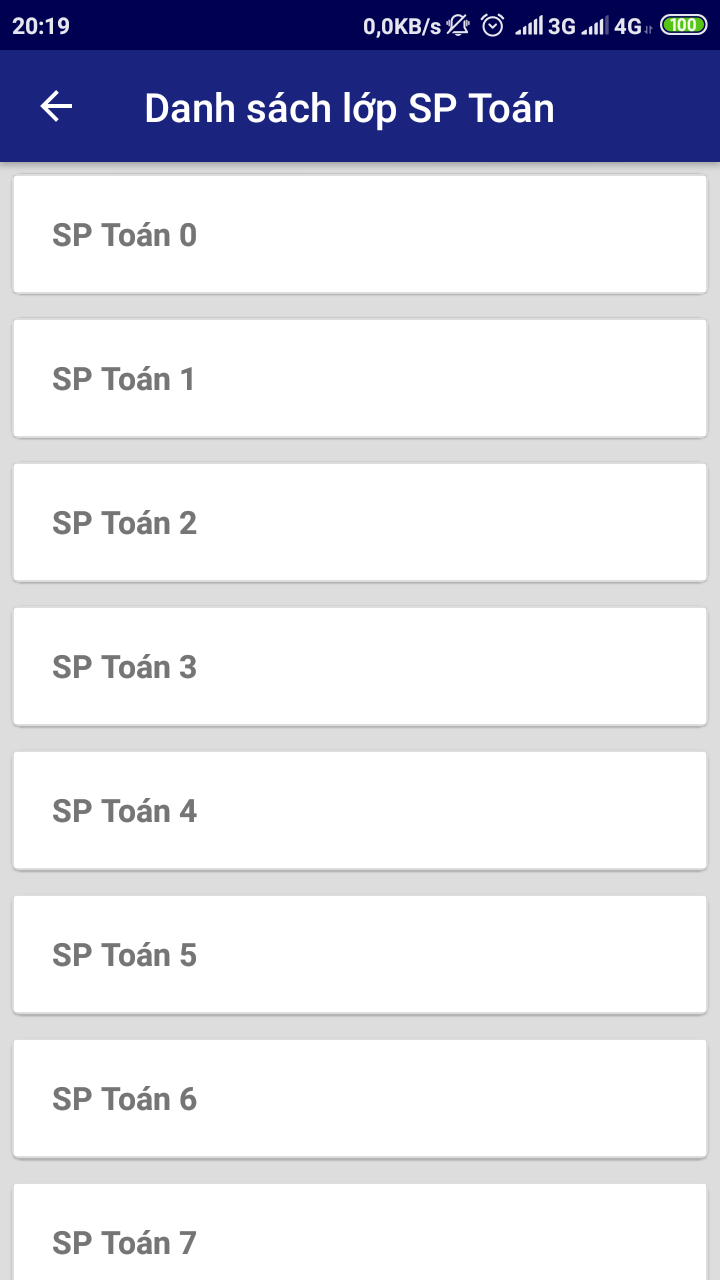 20:19 0,0KB/s 3G 4G 100
Danh sách lớp SP Toán
SP Toán 0
SP Toán 1
SP Toán 2
SP Toán 3
SP Toán 4
SP Toán 5
SP Toán 6
SP Toán 7